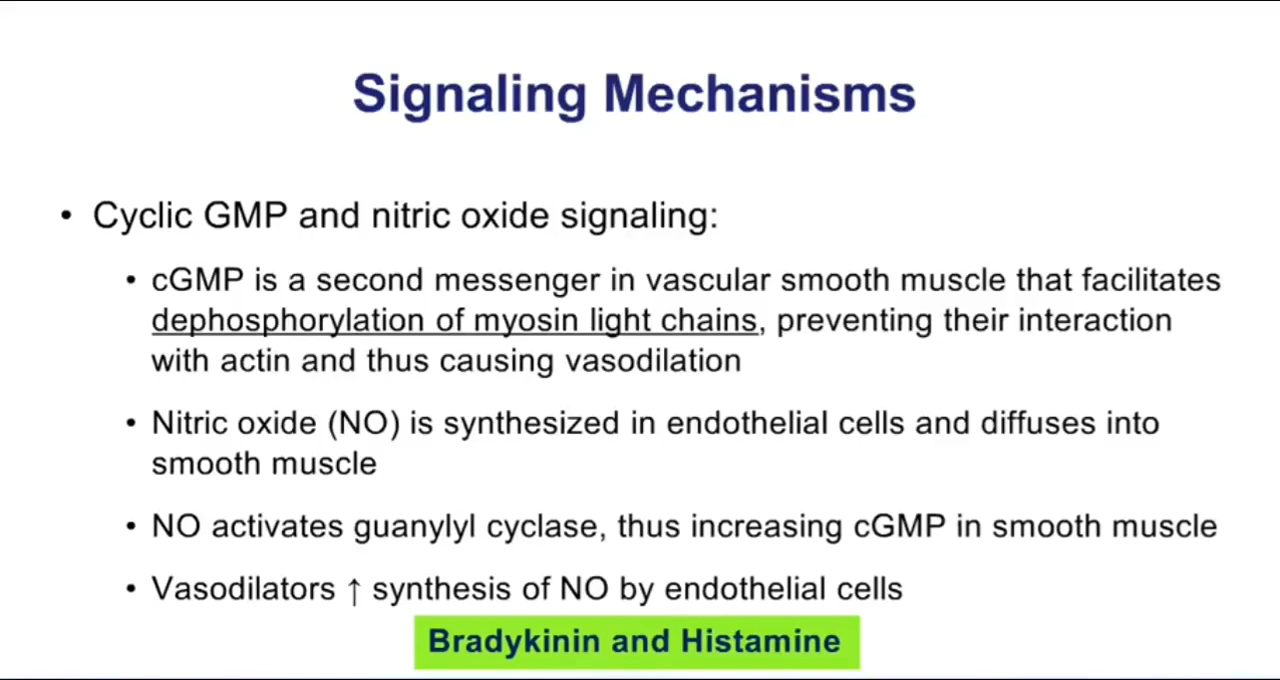 Signaling Mechanisms
• Cyclic GMP and nitric oxide signaling:
• cGMP is a second messenger in vascular smooth muscle that facilitates
dephosphorylation of myosin light chains, preventing their interaction
with actin and thus causing vasodilation
• Nitric oxide (NO) is synthesized in endothelial cells and diffuses into
smooth muscle
• NO activates guanylyl cyclase, thus increasing cGMP in smooth muscle
• Vasodilators ↑ synthesis of NO by endothelial cells
Bradykinin and Histamine